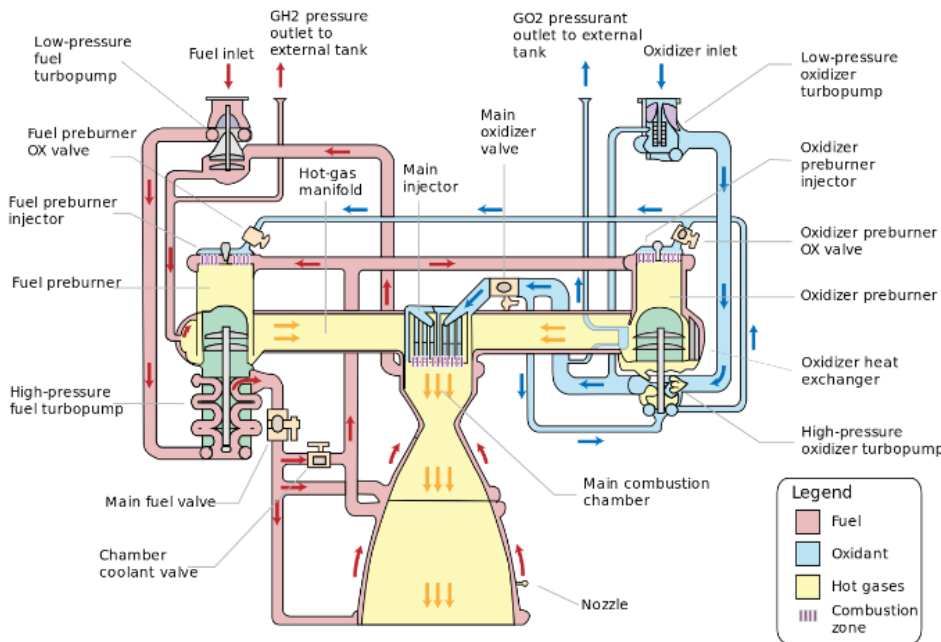 GH2 pressure
outlet to
external tank
GO2 pressurant
outlet to external
tank
Low-pressure
fuel
turbopump
Fuel inlet
Oxidizer inlet
Low-pressure
oxidizer
turbopump
Fuel preburner
OX valve
Main
oxidizer
valve
Hot-gas
manifold
Main
injector
Oxidizer
preburner
injector
Fuel preburner
injector
Oxidizer preburner
OX valve
Fuel preburner
Oxidizer preburner
Oxidizer heat
exchanger
High-pressure
fuel turbopump
High-pressure
oxidizer turbopump
Main fuel valve
Main combustion
chamber
Chamber
coolant valve
Nozzle
Legend
Fuel
Oxidant
Hot gases
Combustion
zone